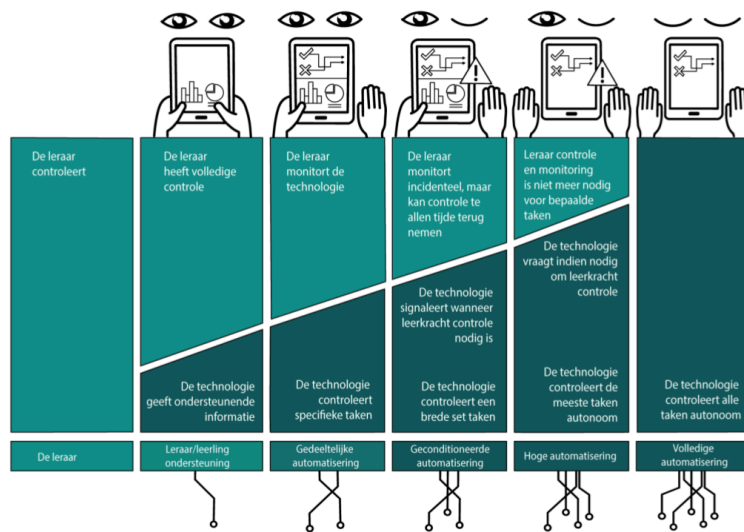 De leraar
controleert
De leraar
heeft volledige
controle
De technologie
geeft ondersteunende
informatie
De leraar
monitort de
technologie
De technologie
controleert
specifieke taken
De leraar
monitort
incidenteel, maar
kan controle te
allen tijde terug
nemen
De technologie
signaleert wanneer
leerkracht controle
nodig is
De technologie
controleert een
brede set taken
Leraar controle
en monitoring
is niet meer nodig
voor bepaalde
taken
De technologie
vraagt indien nodig
om leerkracht
controle
De technologie
controleert de
meeste taken
autonoom
De technologie
controleert alle
taken autonoom
De leraar
Leraar/leerling
ondersteuning
Gedeeltelijke
automatisering
Geconditioneerde
automatisering
Hoge automatisering
Volledige
automatisering